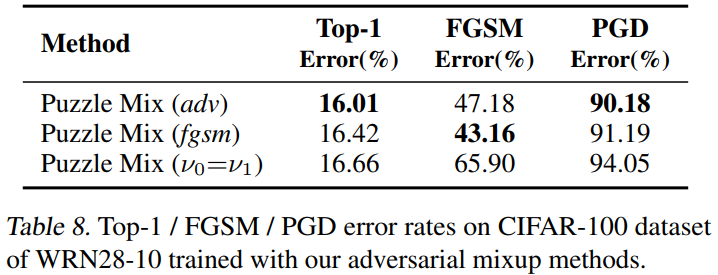 Method Top-1 Error(%) FGSM Error(%) PGD Error(%)
Puzzle Mix (adv) 16.01 47.18 90.18
Puzzle Mix (fgsm) 16.42 43.16 91.19
Puzzle Mix (ν₀=ν₁) 16.66 65.90 94.05
Table 8. Top-1 / FGSM / PGD error rates on CIFAR-100 dataset
of WRN28-10 trained with our adversarial mixup methods.